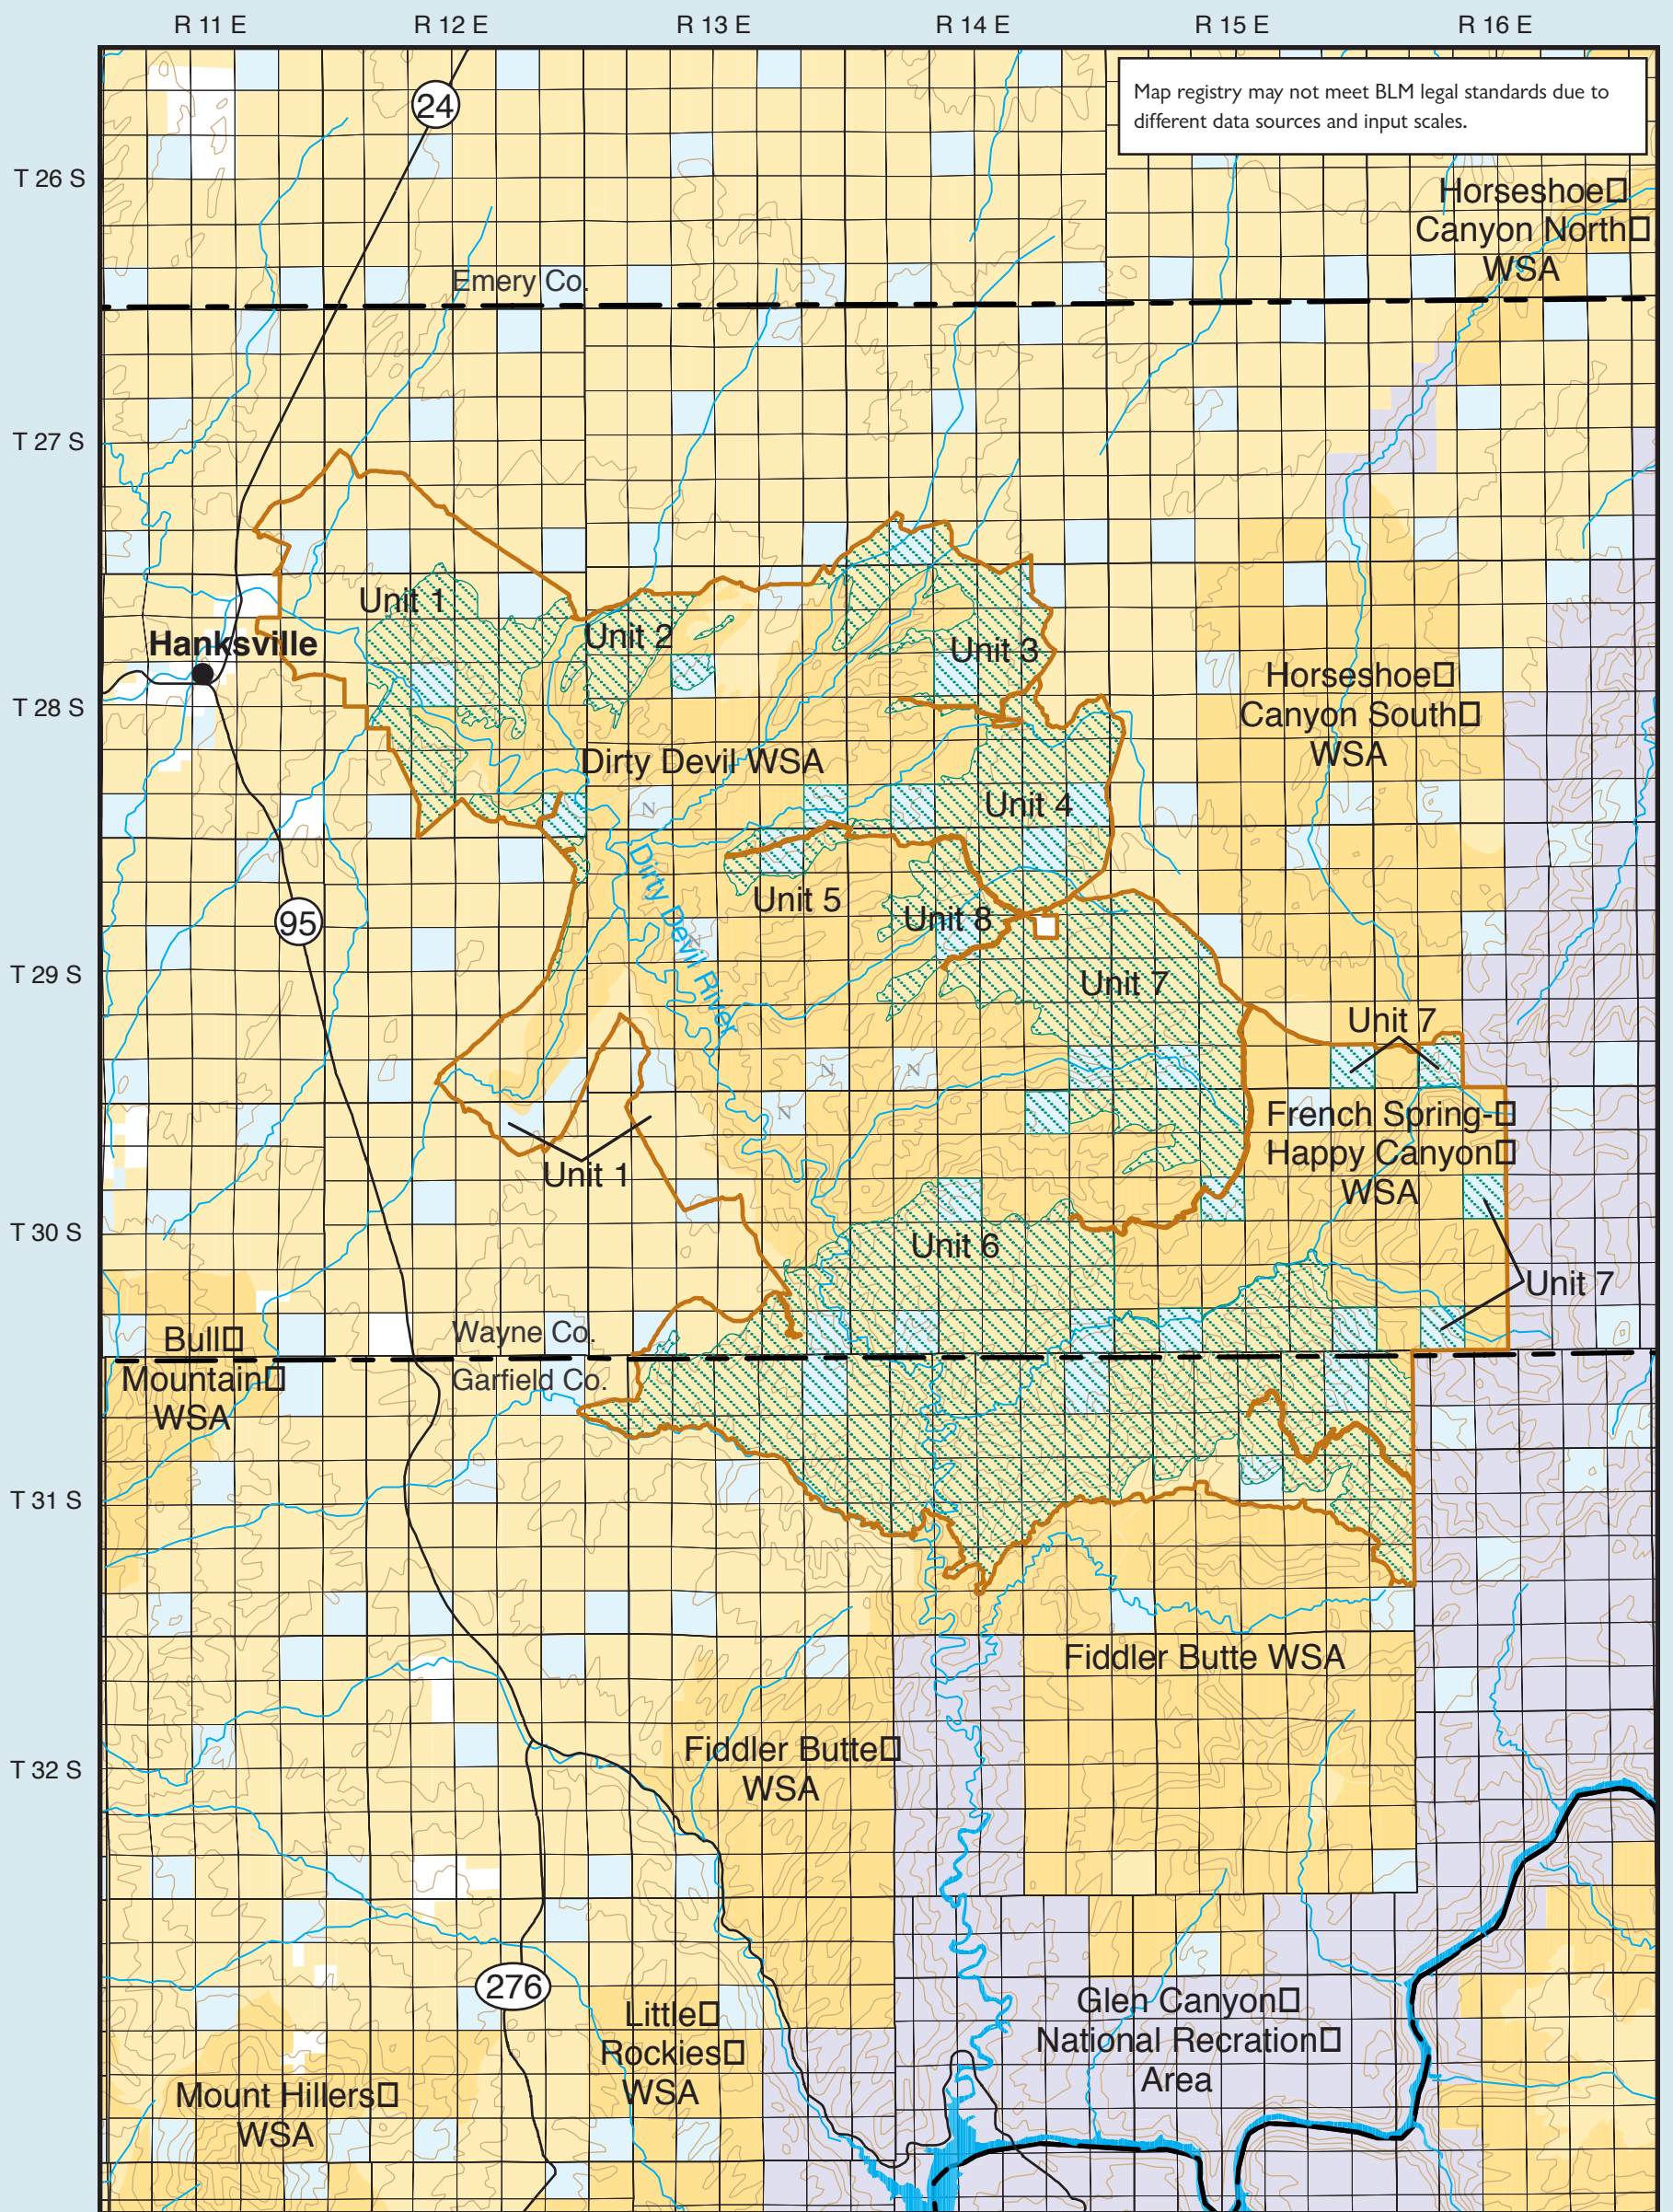 R 11 E R 12 E R 13 E R 14 E R 15 E R 16 E
Map registry may not meet BLM legal standards due to
different data sources and input scales.
24
T 26 S
Horseshoe
Canyon North
WSA
Emery Co.
T 27 S
Unit 1
Unit 2
Unit 3
Hanksville
Horseshoe
Canyon South
WSA
T 28 S
Dirty Devil WSA
N
Unit 4
Unit 5
Unit 8
95
Dirty Devil River
N
T 29 S
Unit 7
Unit 7
N
N
N
French Spring-
Happy Canyon
WSA
Unit 1
T 30 S
Unit 6
Unit 7
Wayne Co.
Garfield Co.
Bull
Mountain
WSA
T 31 S
Fiddler Butte WSA
Fiddler Butte
WSA
T 32 S
276
Little
Rockies
WSA
Glen Canyon
National Recration
Area
Mount Hillers
WSA